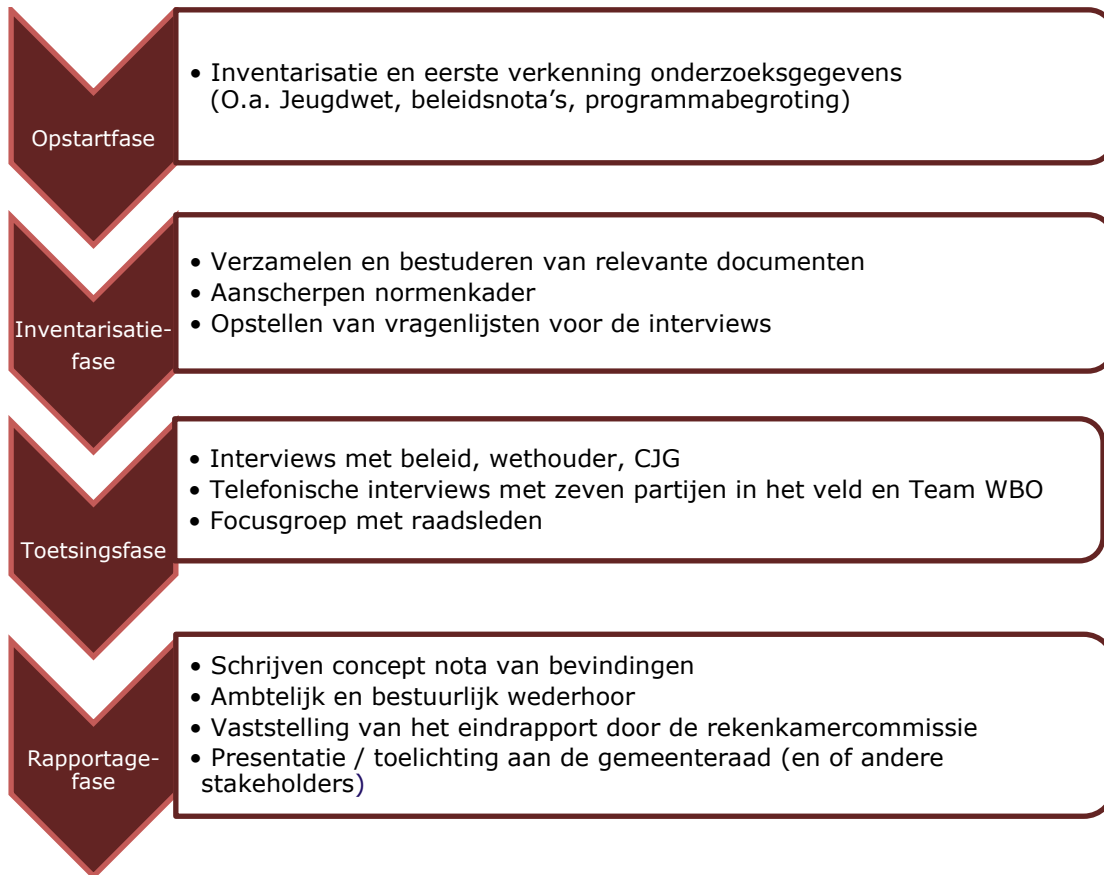 Opstartfase
• Inventarisatie en eerste verkenning onderzoeksgegevens
(O.a. Jeugdwet, beleidsnota’s, programmabegroting)
Inventarisatie-
fase
• Verzamelen en bestuderen van relevante documenten
• Aanscherpen normenkader
• Opstellen van vragenlijsten voor de interviews
Toetsingsfase
• Interviews met beleid, wethouder, CJG
• Telefonische interviews met zeven partijen in het veld en Team WBO
• Focusgroep met raadsleden
Rapportage-
fase
• Schrijven concept nota van bevindingen
• Ambtelijk en bestuurlijk wederhoor
• Vaststelling van het eindrapport door de rekenkamercommissie
• Presentatie / toelichting aan de gemeenteraad (en of andere
stakeholders)